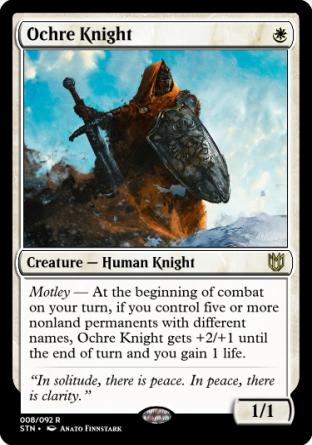 Ochre Knight
Creature — Human Knight
Motley — At the beginning of combat
on your turn, if you control five or more
nonland permanents with different
names, Ochre Knight gets +2/+1 until
the end of turn and you gain 1 life.
“In solitude, there is peace. In peace, there
is clarity.”
1/1
008/092 R
STN • Anato Finnstark